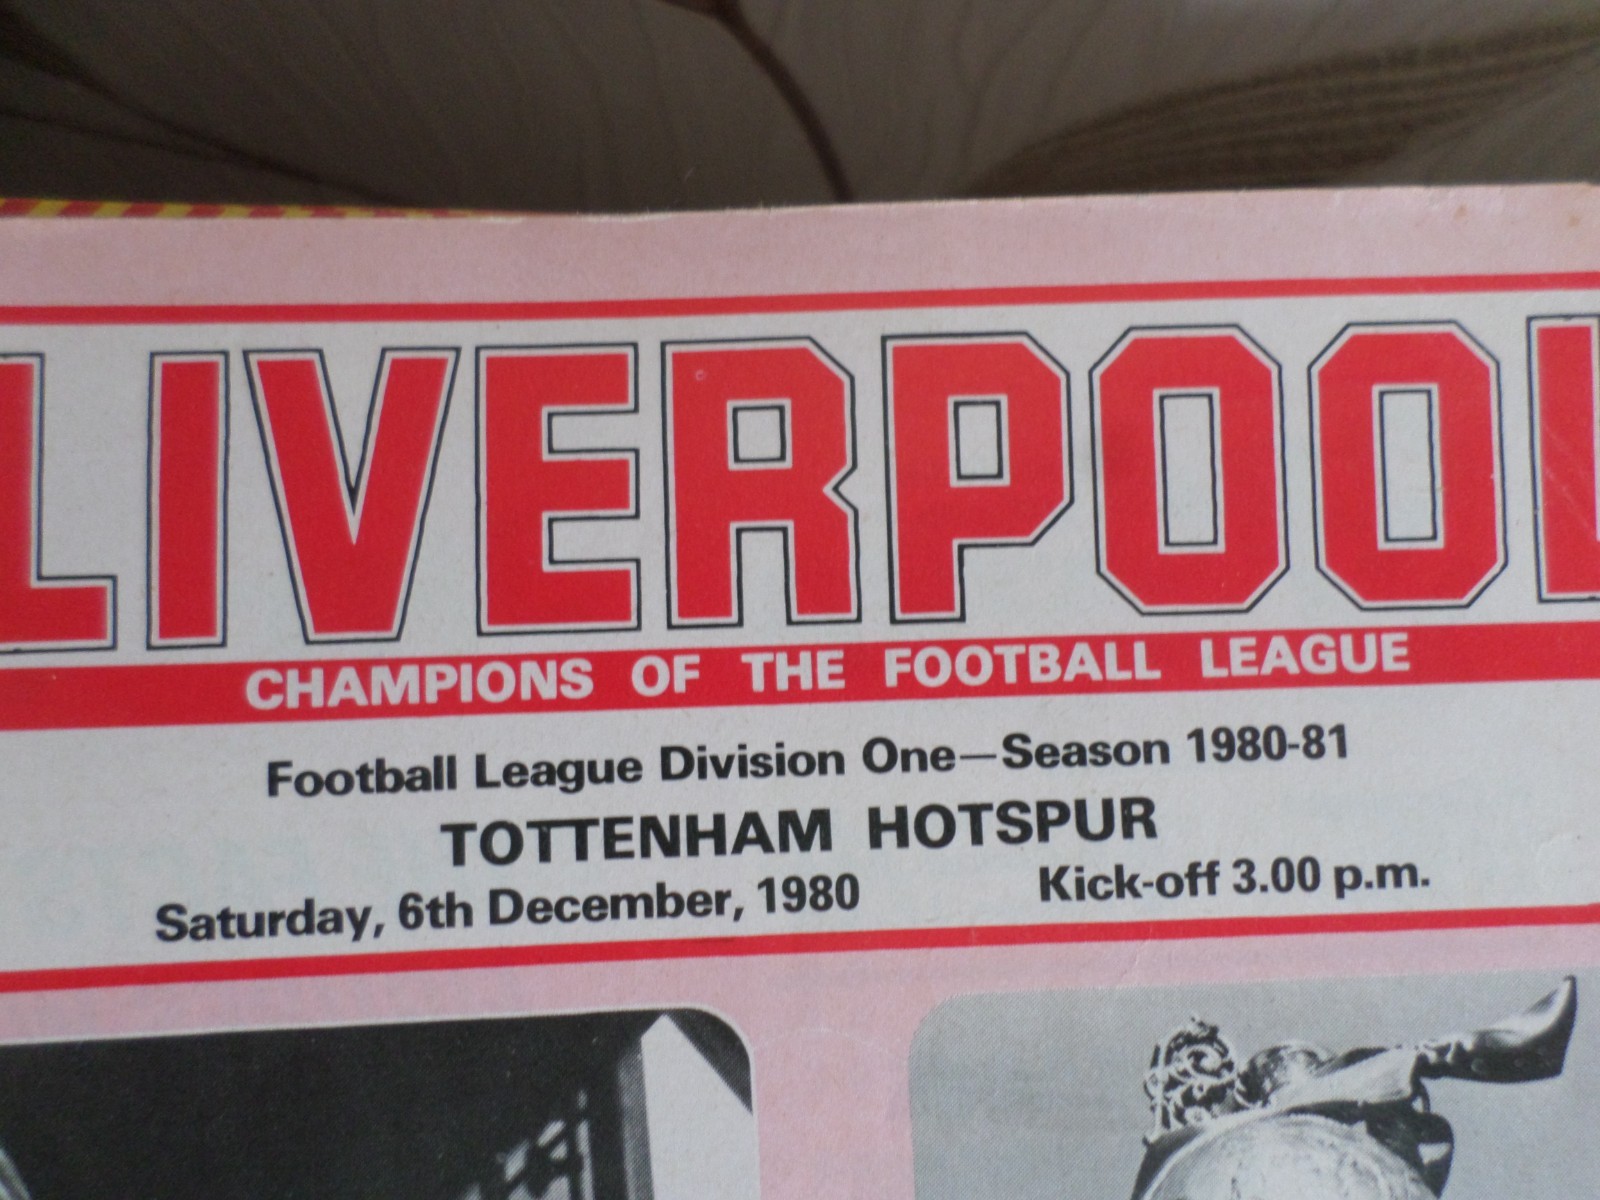 LIVERPOOL
CHAMPIONS OF THE FOOTBALL LEAGUE
Football League Division One—Season 1980-81
TOTTENHAM HOTSPUR
Saturday, 6th December, 1980 Kick-off 3.00 p.m.